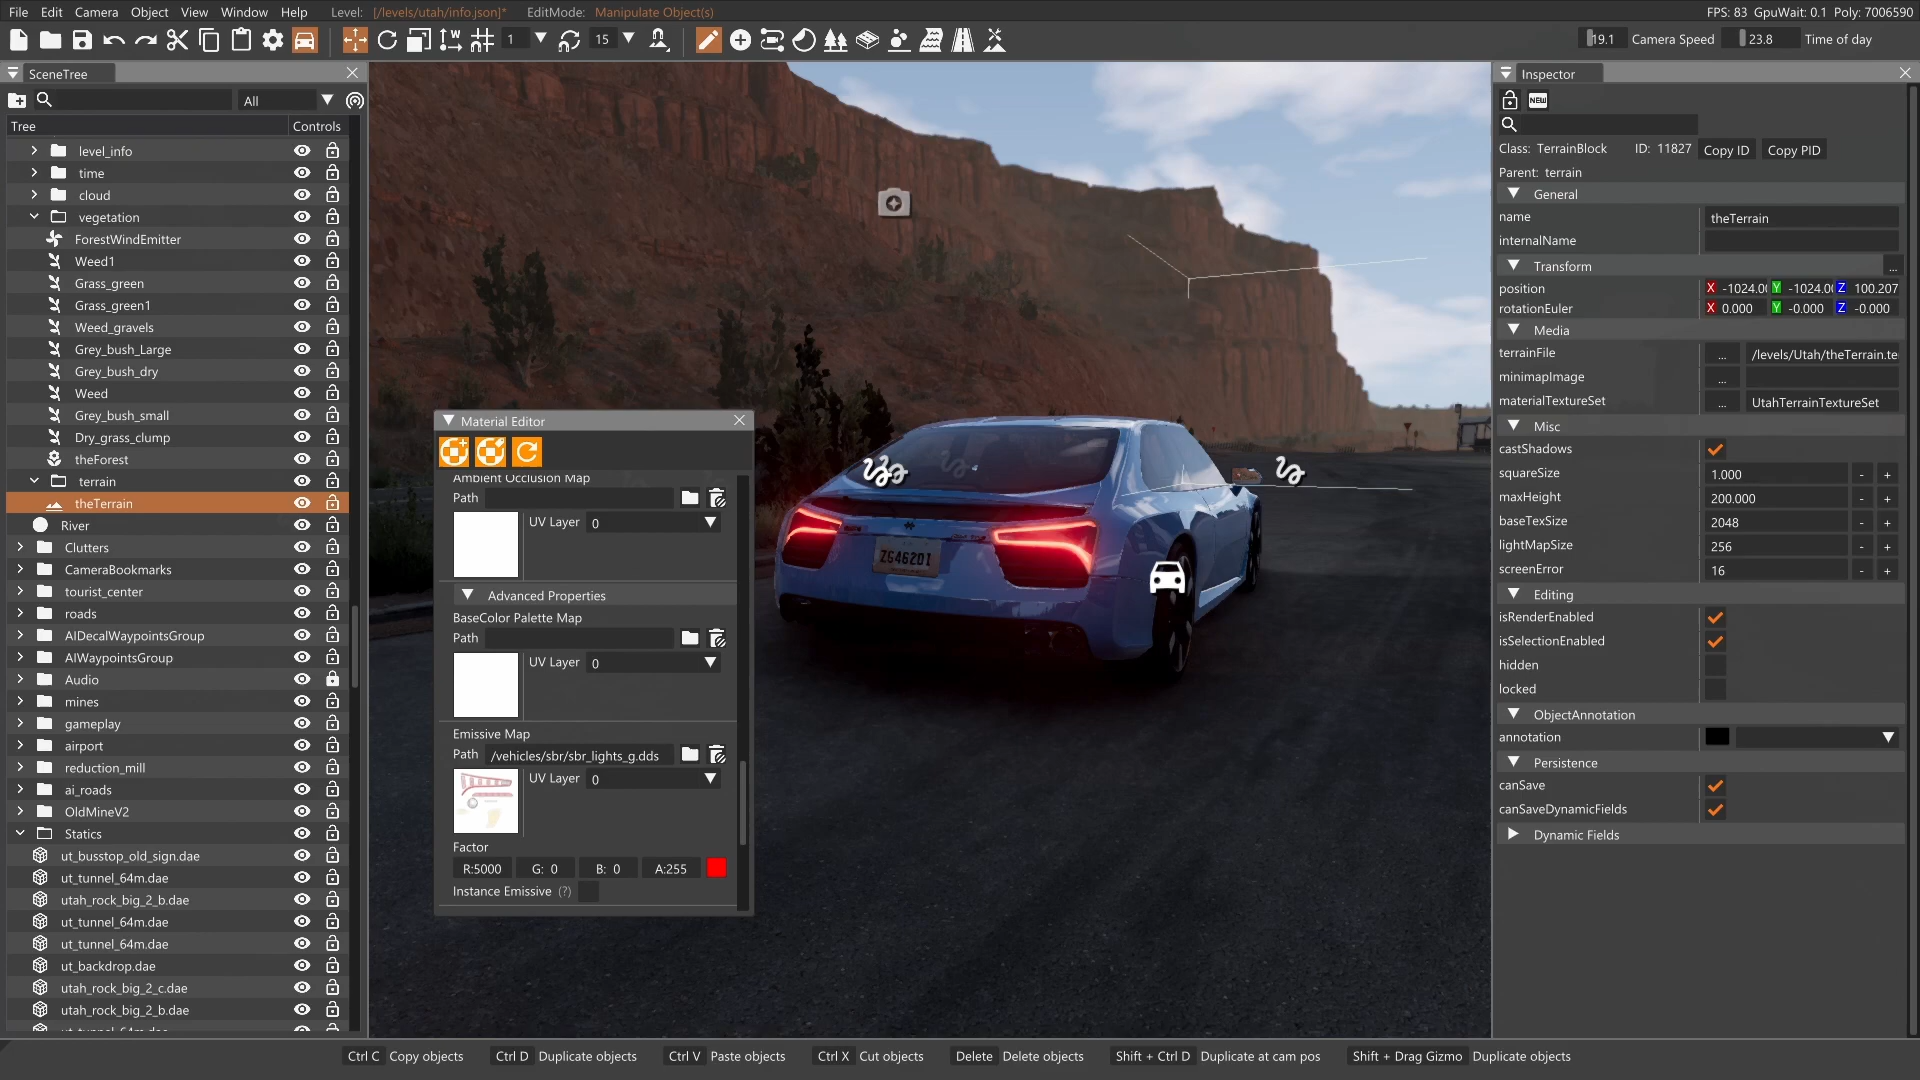 File Edit Camera Object View Window Help Level: [/levels/utah/info.json]* EditMode: Manipulate Object(s) FPS: 83 GpuWait: 0.1 Poly: 7006590
1 15 19.1 Camera Speed 23.8 Time of day
SceneTree
All
Tree Controls
level_info
time
cloud
vegetation
ForestWindEmitter
Weed1
Grass_green
Grass_green1
Weed_gravels
Grey_bush_Large
Grey_bush_dry
Weed
Grey_bush_small
Dry_grass_clump
theForest
terrain
theTerrain
River
Clutters
CameraBookmarks
tourist_center
roads
AIDecalWaypointsGroup
AIWaypointsGroup
Audio
mines
gameplay
airport
reduction_mill
ai_roads
OldMineV2
Statics
ut_busstop_old_sign.dae
ut_tunnel_64m.dae
utah_rock_big_2_b.dae
ut_tunnel_64m.dae
ut_tunnel_64m.dae
ut_backdrop.dae
utah_rock_big_2_c.dae
utah_rock_big_2_b.dae
ut_tunnel_64m.dae
Material Editor
Ambient Occlusion Map
Path
UV Layer 0
Advanced Properties
BaseColor Palette Map
Path
UV Layer 0
Emissive Map
Path /vehicles/sbr/sbr_lights_g.dds
UV Layer 0
Factor
R:5000 G: 0 B: 0 A:255
Instance Emissive (?)
ZG462DI
Inspector
NEW
Class: TerrainBlock ID: 11827 Copy ID Copy PID
Parent: terrain
General
name theTerrain
internalName
Transform ...
position X -1024.00 Y -1024.00 Z 100.207
rotationEuler X 0.000 Y -0.000 Z -0.000
Media
terrainFile ... /levels/Utah/theTerrain.te
minimapImage ...
materialTextureSet ... UtahTerrainTextureSet
Misc
castShadows
squareSize 1.000 - +
maxHeight 200.000 - +
baseTexSize 2048 - +
lightMapSize 256 - +
screenError 16 - +
Editing
isRenderEnabled
isSelectionEnabled
hidden
locked
ObjectAnnotation
annotation
Persistence
canSave
canSaveDynamicFields
Dynamic Fields
Ctrl C Copy objects Ctrl D Duplicate objects Ctrl V Paste objects Ctrl X Cut objects Delete Delete objects Shift + Ctrl D Duplicate at cam pos Shift + Drag Gizmo Duplicate objects